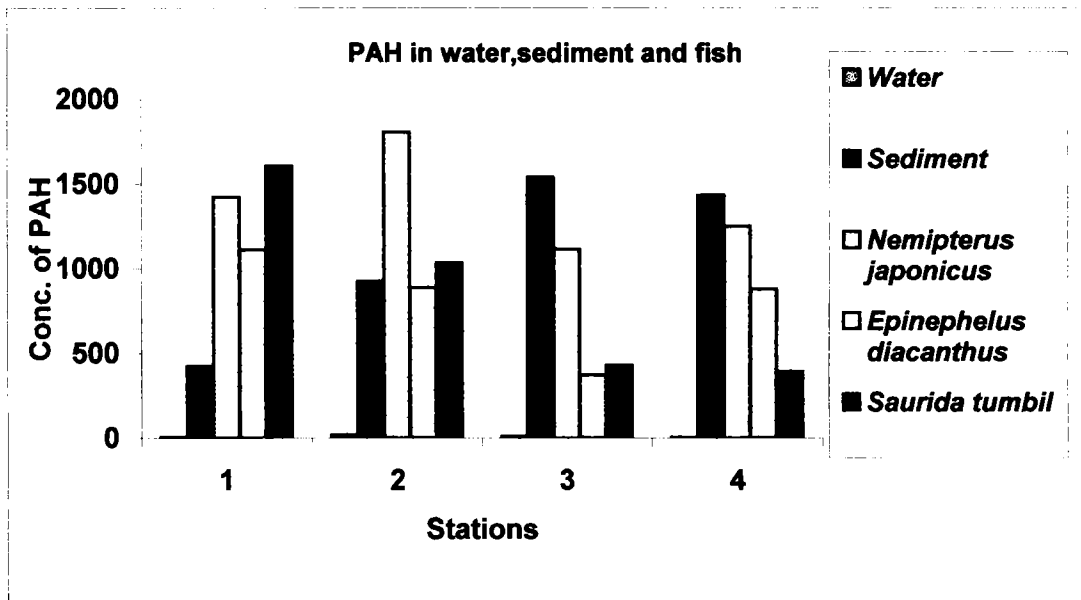 PAH in water,sediment and fish
2000
1500
1000
500
0
Conc. of PAH
1
2
3
4
Stations
Water
Sediment
Nemipterus
japonicus
Epinephelus
diacanthus
Saurida tumbil